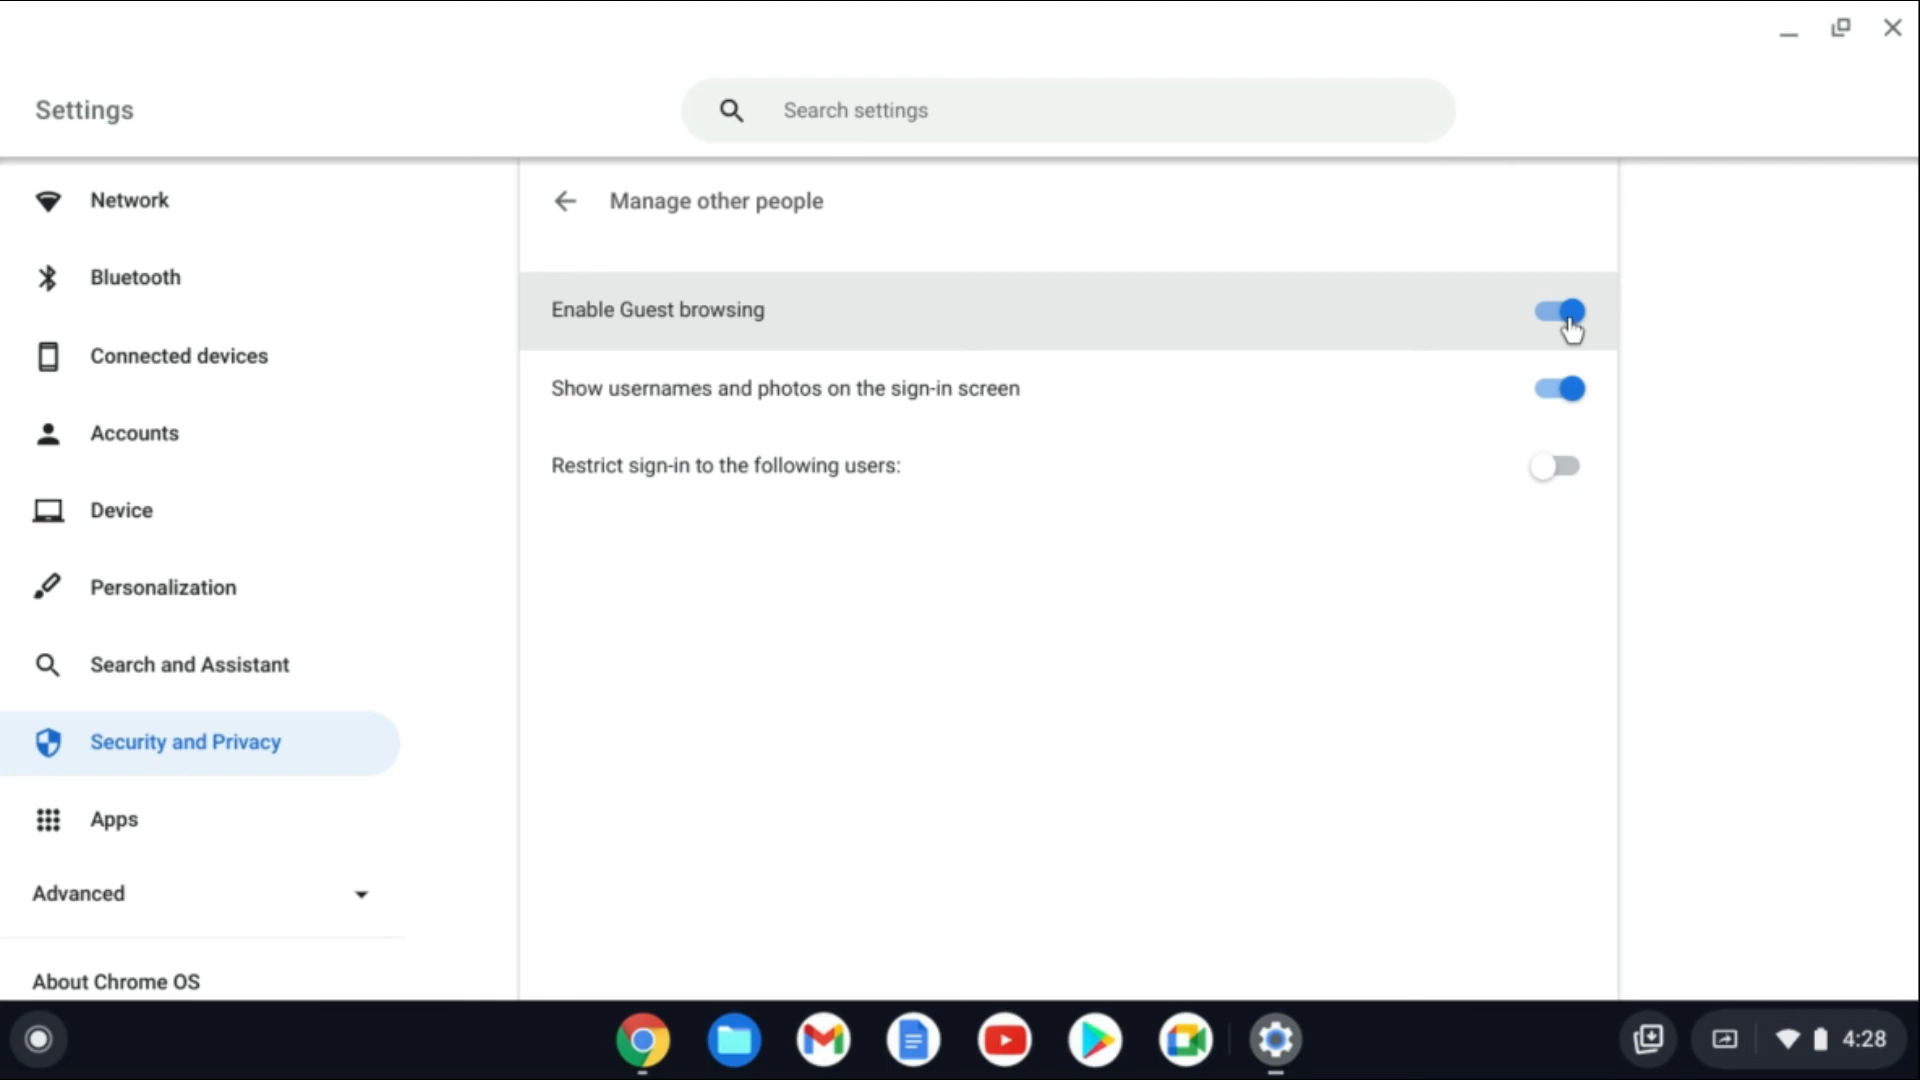 Settings
Search settings
Network
Bluetooth
Connected devices
Accounts
Device
Personalization
Search and Assistant
Security and Privacy
Apps
Advanced
About Chrome OS
Manage other people
Enable Guest browsing
Show usernames and photos on the sign-in screen
Restrict sign-in to the following users:
4:28